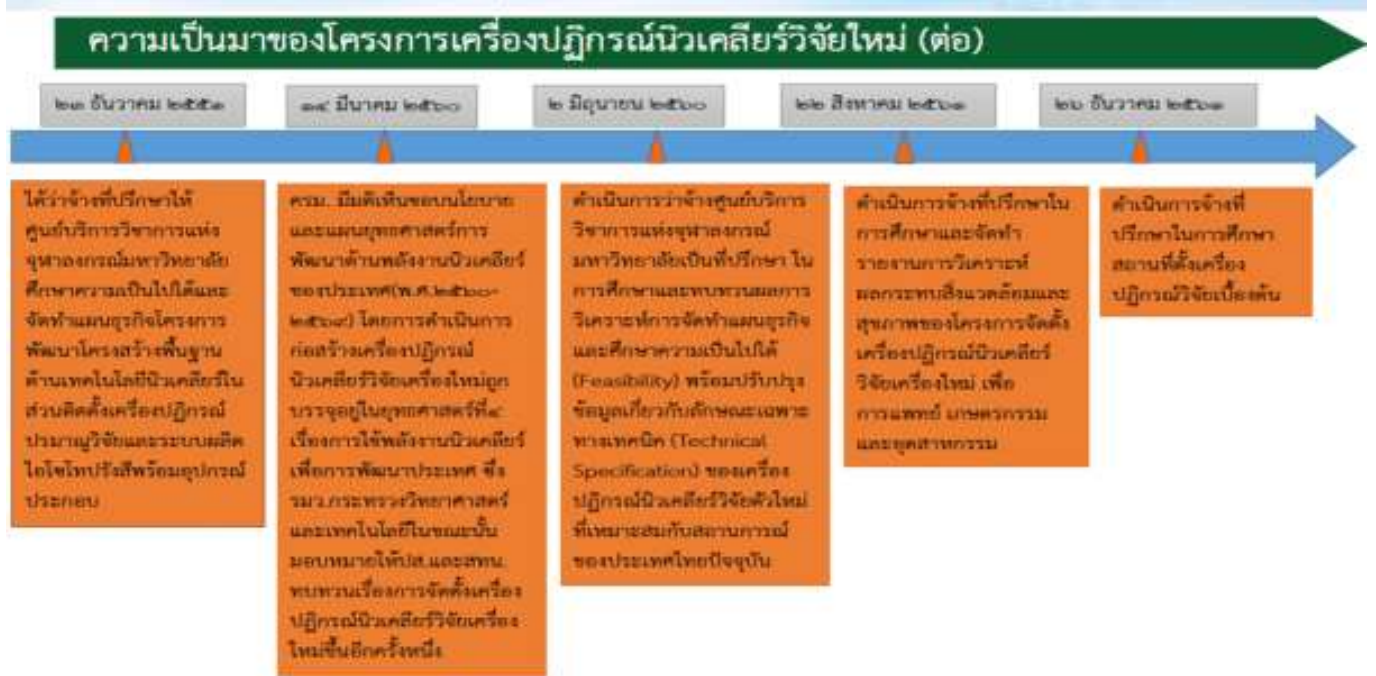 ความเป็นมาของโครงการเครื่องปฏิกรณ์นิวเคลียร์วิจัยใหม่ (ต่อ)
ธันวาคม ๒๕๕๑
๑๔ มีนาคม ๒๕๖๐
๒ มิถุนายน ๒๕๖๐
๒๒ สิงหาคม ๒๕๖๑
๒๖ ธันวาคม ๒๕๖๑
ได้ว่าจ้างที่ปรึกษาให้
ศูนย์บริการวิชาการแห่ง
จุฬาลงกรณ์มหาวิทยาลัย
ศึกษาความเป็นไปได้และ
จัดทำแผนธุรกิจโครงการ
พัฒนาโครงสร้างพื้นฐาน
ด้านเทคโนโลยีนิวเคลียร์ใน
ส่วนติดตั้งเครื่องปฏิกรณ์
ปรมาณูวิจัยและระบบผลิต
ไอโซโทปรังสีพร้อมอุปกรณ์
ประกอบ
ครม. มีมติเห็นชอบนโยบาย
และแผนยุทธศาสตร์การ
พัฒนาด้านพลังงานนิวเคลียร์
ของประเทศ(พ.ศ.๒๕๖๐-
๒๕๖๙) โดยการดำเนินการ
ก่อสร้างเครื่องปฏิกรณ์
นิวเคลียร์วิจัยเครื่องใหม่ถูก
บรรจุอยู่ในยุทธศาสตร์ที่๔
เรื่องการใช้พลังงานนิวเคลียร์
เพื่อการพัฒนาประเทศ ซึ่ง
รมว.กระทรวงวิทยาศาสตร์
และเทคโนโลยีในขณะนั้น
มอบหมายให้ปส.และสทน.
ทบทวนเรื่องการจัดตั้งเครื่อง
ปฏิกรณ์นิวเคลียร์วิจัยเครื่อง
ใหม่ขึ้นอีกครั้งหนึ่ง
ดำเนินการว่าจ้างศูนย์บริการ
วิชาการแห่งจุฬาลงกรณ์
มหาวิทยาลัยเป็นที่ปรึกษา ใน
การศึกษาและทบทวนผลการ
วิเคราะห์การจัดทำแผนธุรกิจ
และศึกษาความเป็นไปได้
(Feasibility) พร้อมปรับปรุง
ข้อมูลเกี่ยวกับลักษณะเฉพาะ
ทางเทคนิค (Technical
Specification) ของเครื่อง
ปฏิกรณ์นิวเคลียร์วิจัยตัวใหม่
ที่เหมาะสมกับสถานการณ์
ของประเทศไทยปัจจุบัน
ดำเนินการจ้างที่ปรึกษาใน
การศึกษาและจัดทำ
รายงานการวิเคราะห์
ผลกระทบสิ่งแวดล้อมและ
สุขภาพของโครงการจัดตั้ง
เครื่องปฏิกรณ์นิวเคลียร์
วิจัยเครื่องใหม่ เพื่อ
การแพทย์ เกษตรกรรม
และอุตสาหกรรม
ดำเนินการจ้างที่
ปรึกษาในการศึกษา
สถานที่ตั้งเครื่อง
ปฏิกรณ์วิจัยเบื้องต้น